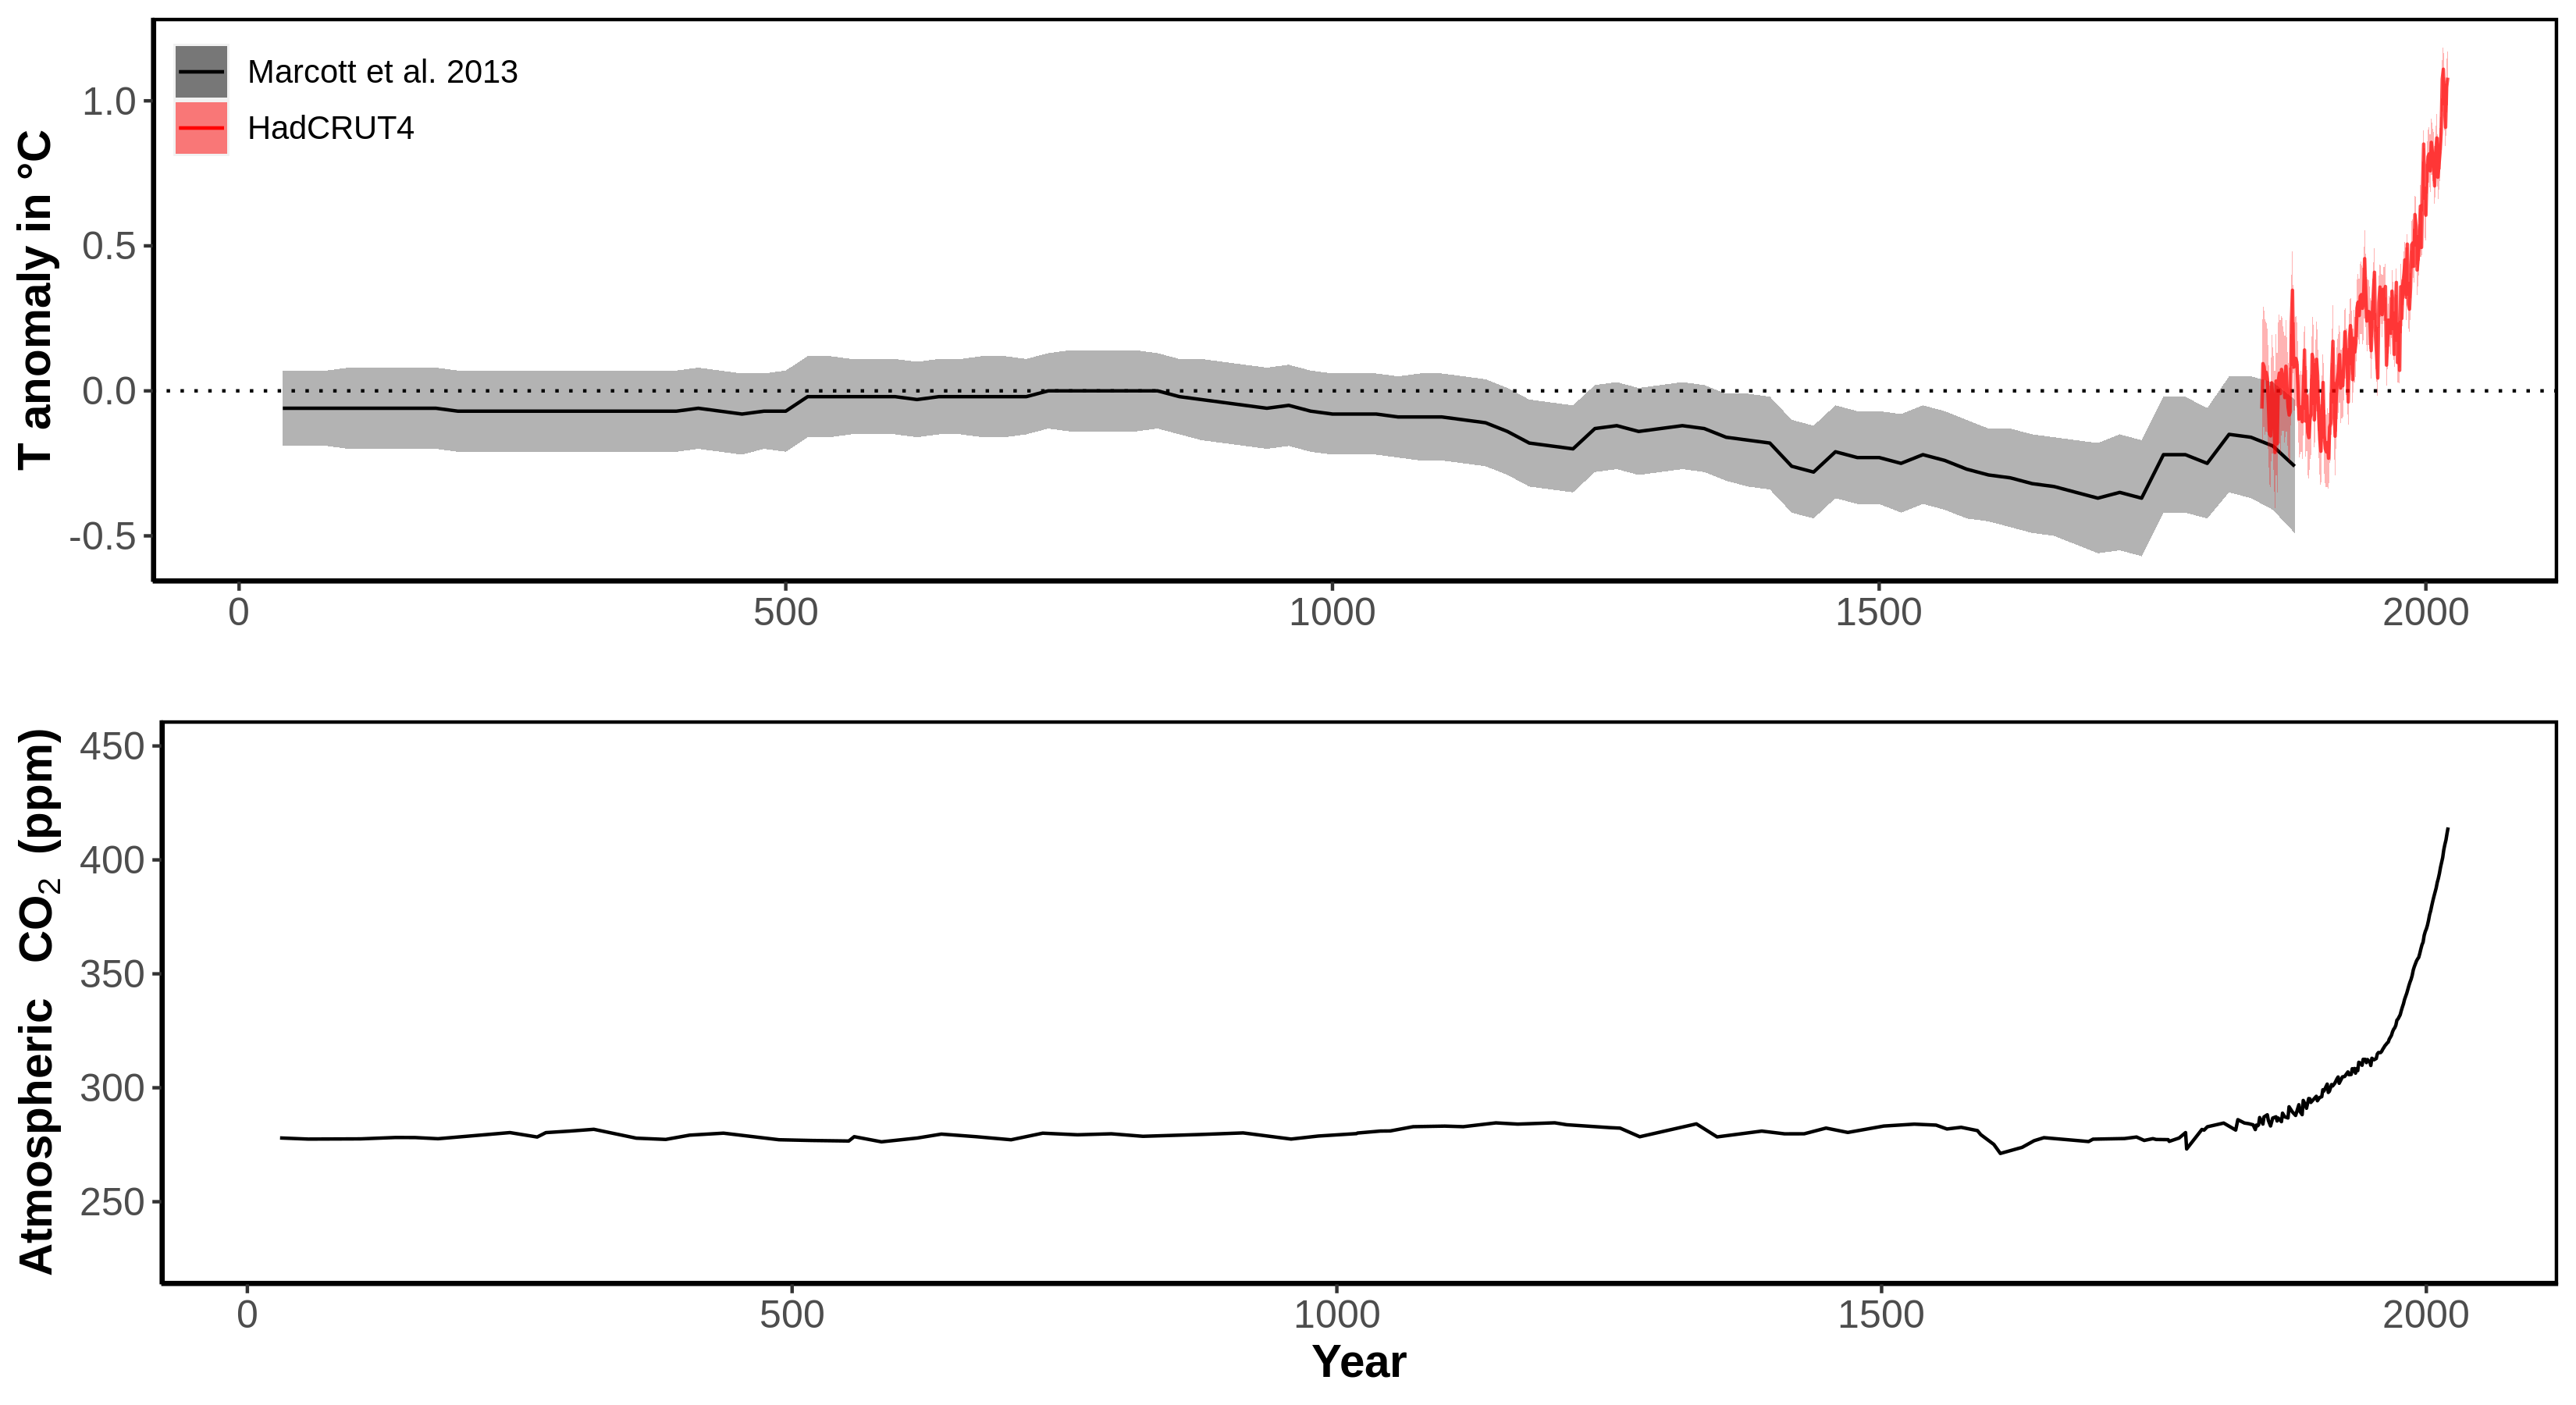 Marcott et al. 2013
HadCRUT4
T anomaly in °C
1.0
0.5
0.0
-0.5
0 500 1000 1500 2000
Atmospheric CO₂ (ppm)
450
400
350
300
250
0 500 1000 1500 2000
Year